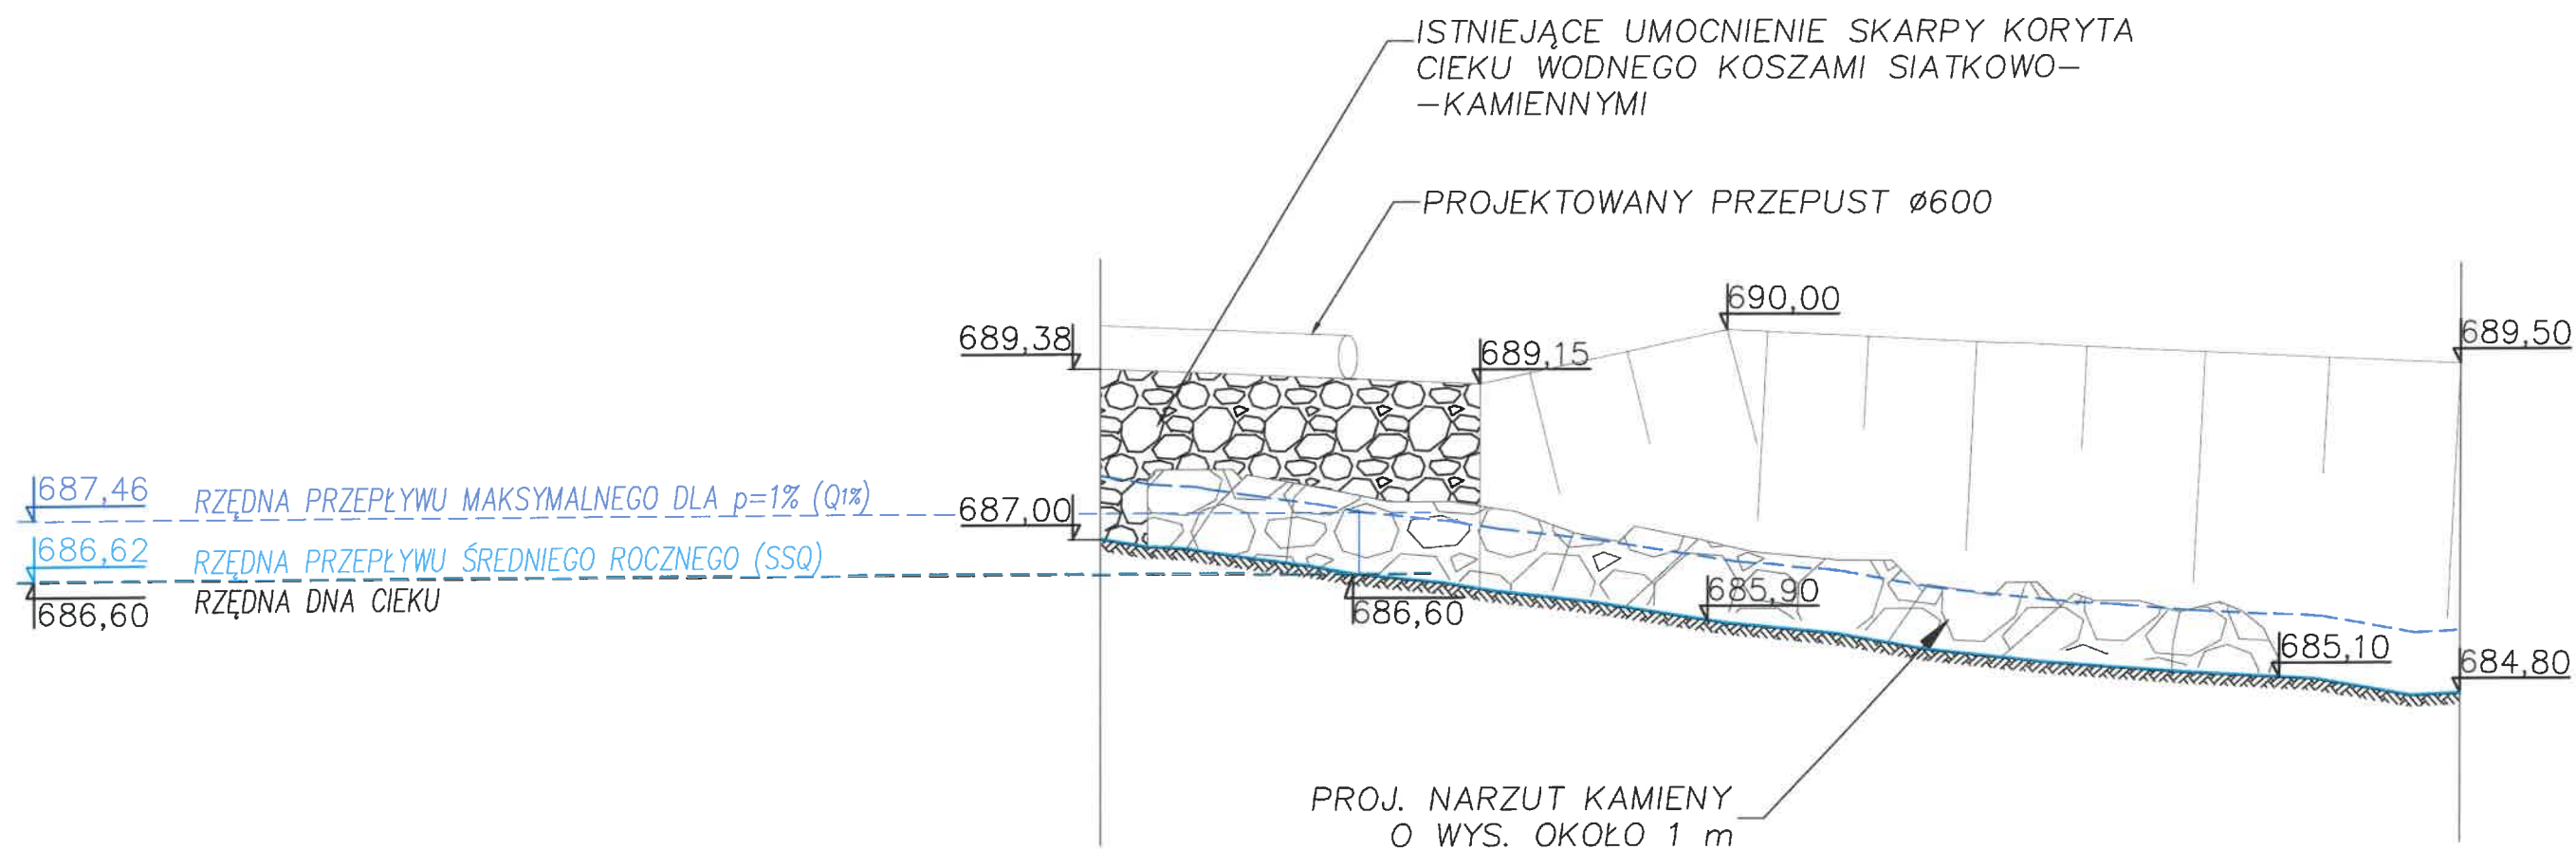 ISTNIEJĄCE UMOCNIENIE SKARPY KORYTA
CIEKU WODNEGO KOSZAMI SIATKOWO–
–KAMIENNYMI
PROJEKTOWANY PRZEPUST ø600
690,00
689,38
689,15
689,50
687,46
RZĘDNA PRZEPŁYWU MAKSYMALNEGO DLA p=1% (Q1%)
687,00
686,62
RZĘDNA PRZEPŁYWU ŚREDNIEGO ROCZNEGO (SSQ)
686,60
RZĘDNA DNA CIEKU
686,60
685,90
685,10
684,80
PROJ. NARZUT KAMIENY
O WYS. OKOŁO 1 m